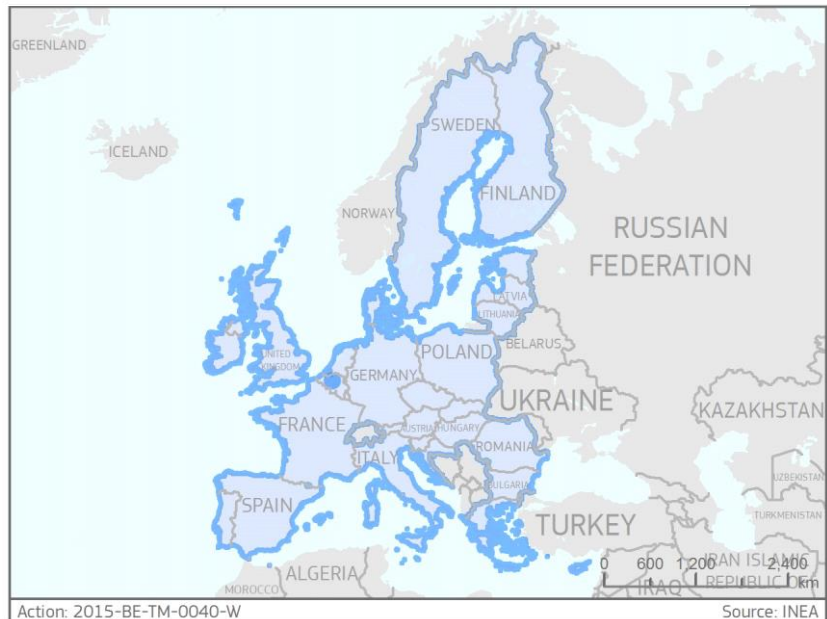 GREENLAND
ICELAND
SWEDEN
FINLAND
NORWAY
RUSSIAN
FEDERATION
LATVIA
LITHUANIA
UNITED
KINGDOM
POLAND
BELARUS
GERMANY
UKRAINE
KAZAKHSTAN
FRANCE
AUSTRIA
HUNGARY
ROMANIA
ITALY
UZBEKISTAN
BULGARIA
SPAIN
TURKEY
TURKMENISTAN
ALGERIA
MOROCCO
IRAN ISLAMIC
REPUBLIC OF
IRAQ
0 600 1,200 2,400
km
Action: 2015-BE-TM-0040-W
Source: INEA